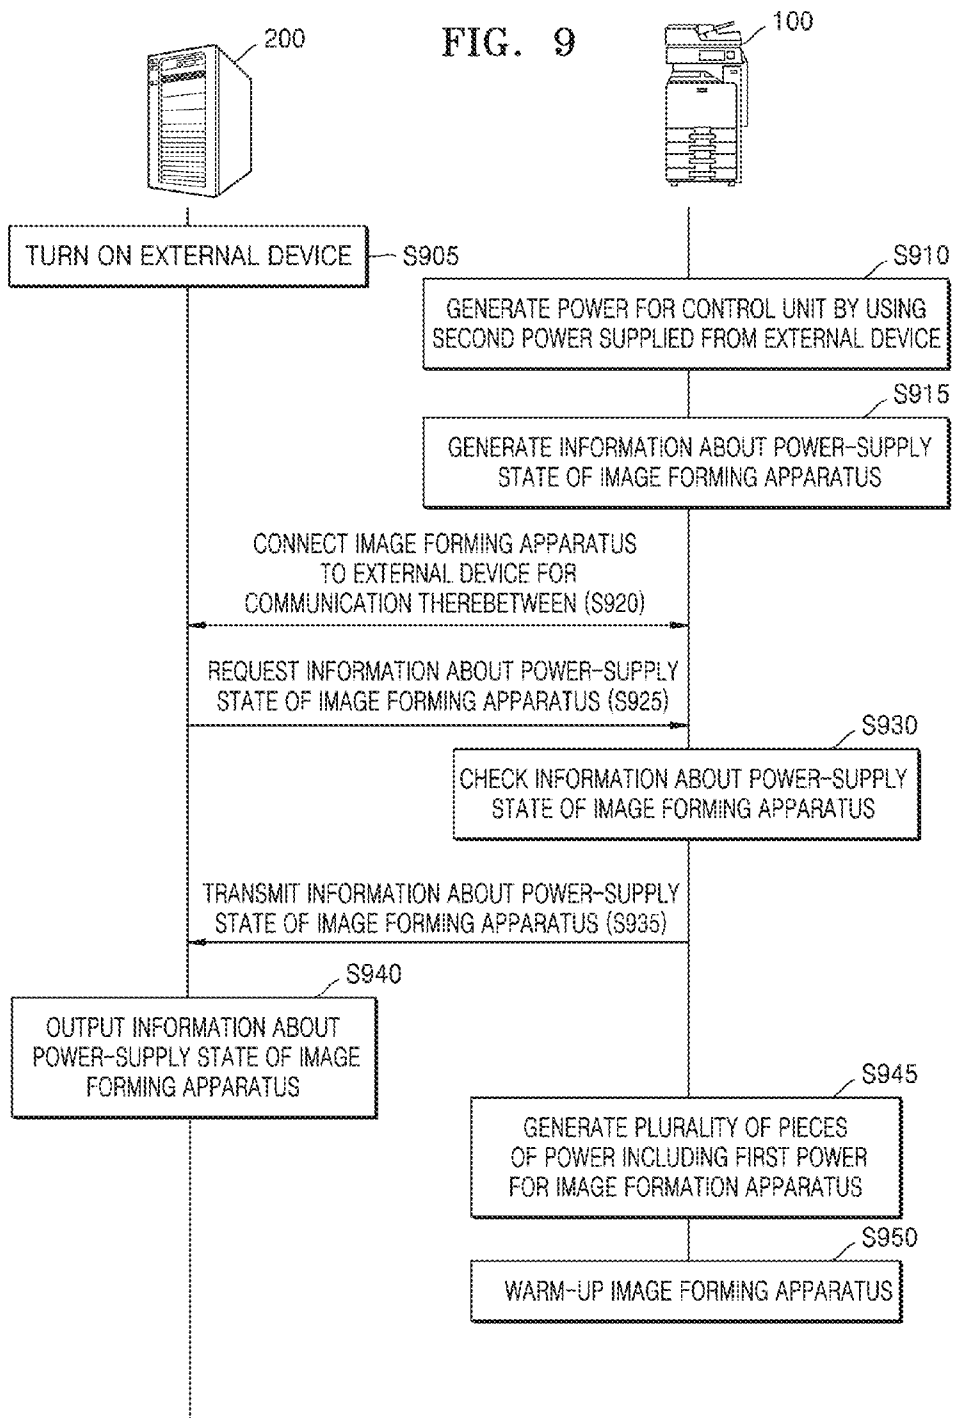 FIG. 9
200
100
TURN ON EXTERNAL DEVICE
S905
S910
GENERATE POWER FOR CONTROL UNIT BY USING
SECOND POWER SUPPLIED FROM EXTERNAL DEVICE
S915
GENERATE INFORMATION ABOUT POWER-SUPPLY
STATE OF IMAGE FORMING APPARATUS
CONNECT IMAGE FORMING APPARATUS
TO EXTERNAL DEVICE FOR
COMMUNICATION THEREBETWEEN (S920)
REQUEST INFORMATION ABOUT POWER-SUPPLY
STATE OF IMAGE FORMING APPARATUS (S925)
S930
CHECK INFORMATION ABOUT POWER-SUPPLY
STATE OF IMAGE FORMING APPARATUS
TRANSMIT INFORMATION ABOUT POWER-SUPPLY
STATE OF IMAGE FORMING APPARATUS (S935)
S940
OUTPUT INFORMATION ABOUT
POWER-SUPPLY STATE OF IMAGE
FORMING APPARATUS
S945
GENERATE PLURALITY OF PIECES
OF POWER INCLUDING FIRST POWER
FOR IMAGE FORMATION APPARATUS
S950
WARM-UP IMAGE FORMING APPARATUS